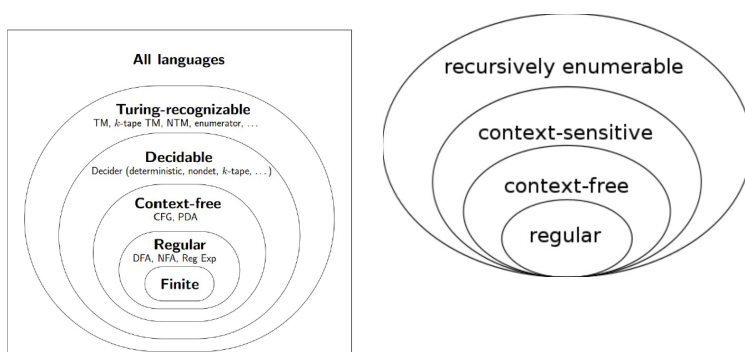 All languages
Turing-recognizable
TM, k-tape TM, NTM, enumerator, ...
Decidable
Decider (deterministic, nondet, k-tape, ...)
Context-free
CFG, PDA
Regular
DFA, NFA, Reg Exp
Finite
recursively enumerable
context-sensitive
context-free
regular